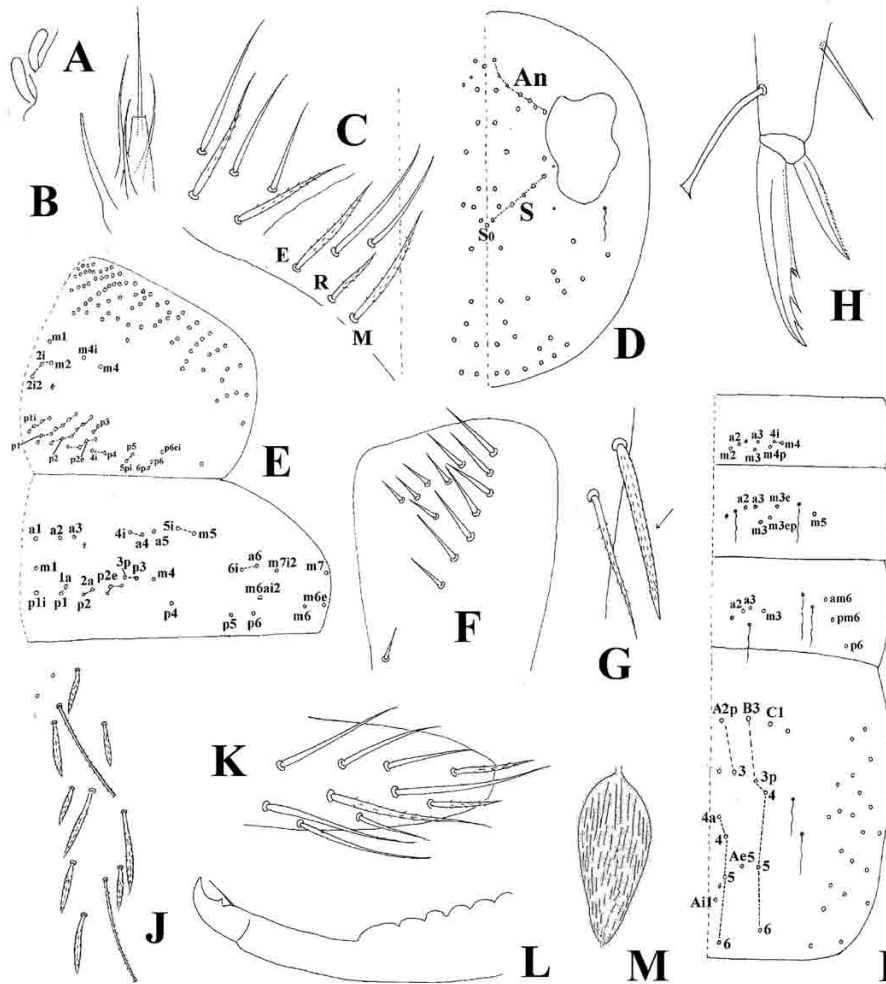 A
B
C
E
R
M
D
An
S
S0
H
E
m1
2i
m2
m4i
m4
2i2
p1i
p1
p2
p2e
p3
4i
p4
p5
5pi
6p
p6
p6ei
a1
a2
a3
4i
a4
a5
5i
m5
a6
6i
m7i2
m7
m1
1a
2a
p2e
3p
p3
m4
m6ai2
m6e
m6
p1i
p1
p2
p4
p5
p6
F
G
a2
a3
4i
m2
m3
m4p
m4
a2
a3
m3e
m3
m3ep
m5
a2
a3
m3
am6
pm6
p6
A2p
B3
C1
3
3p
4
4a
4
Ae5
5
5
Ai1
6
6
I
J
K
L
M